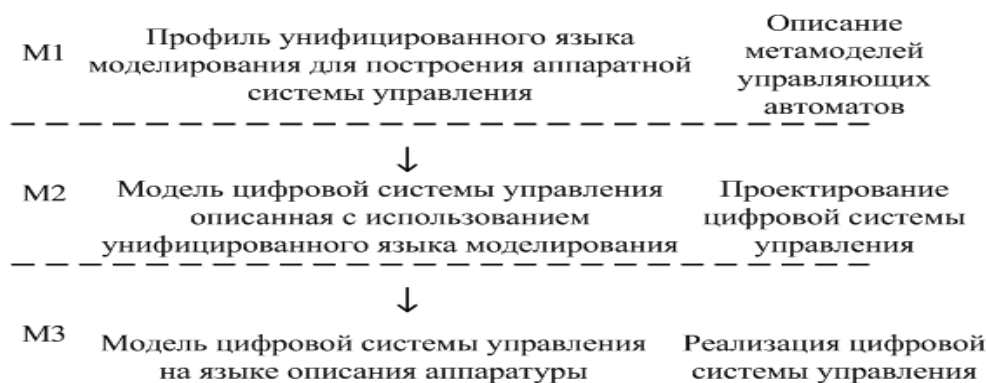 М1
Профиль унифицированного языка
моделирования для построения аппаратной
системы управления
Описание
метамоделей
управляющих
автоматов
М2
Модель цифровой системы управления
описанная с использованием
унифицированного языка моделирования
Проектирование
цифровой системы
управления
М3
Модель цифровой системы управления
на языке описания аппаратуры
Реализация цифровой
системы управления